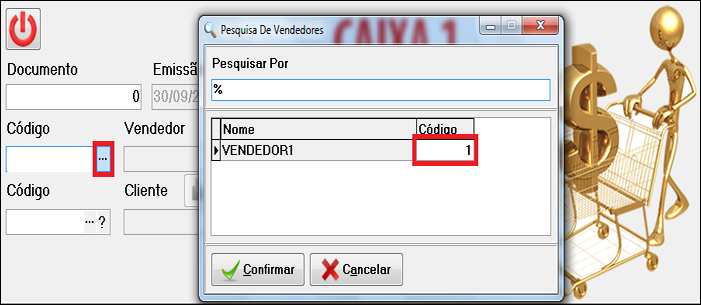 Pesquisa De Vendedores
CAIXA 1
Pesquisar Por
%
Documento
Emissã
0
30/09/2
Código
Vendedor
...
Nome
Código
VENDEDOR1
1
Código
Cliente
... ?
Confirmar
Cancelar
$